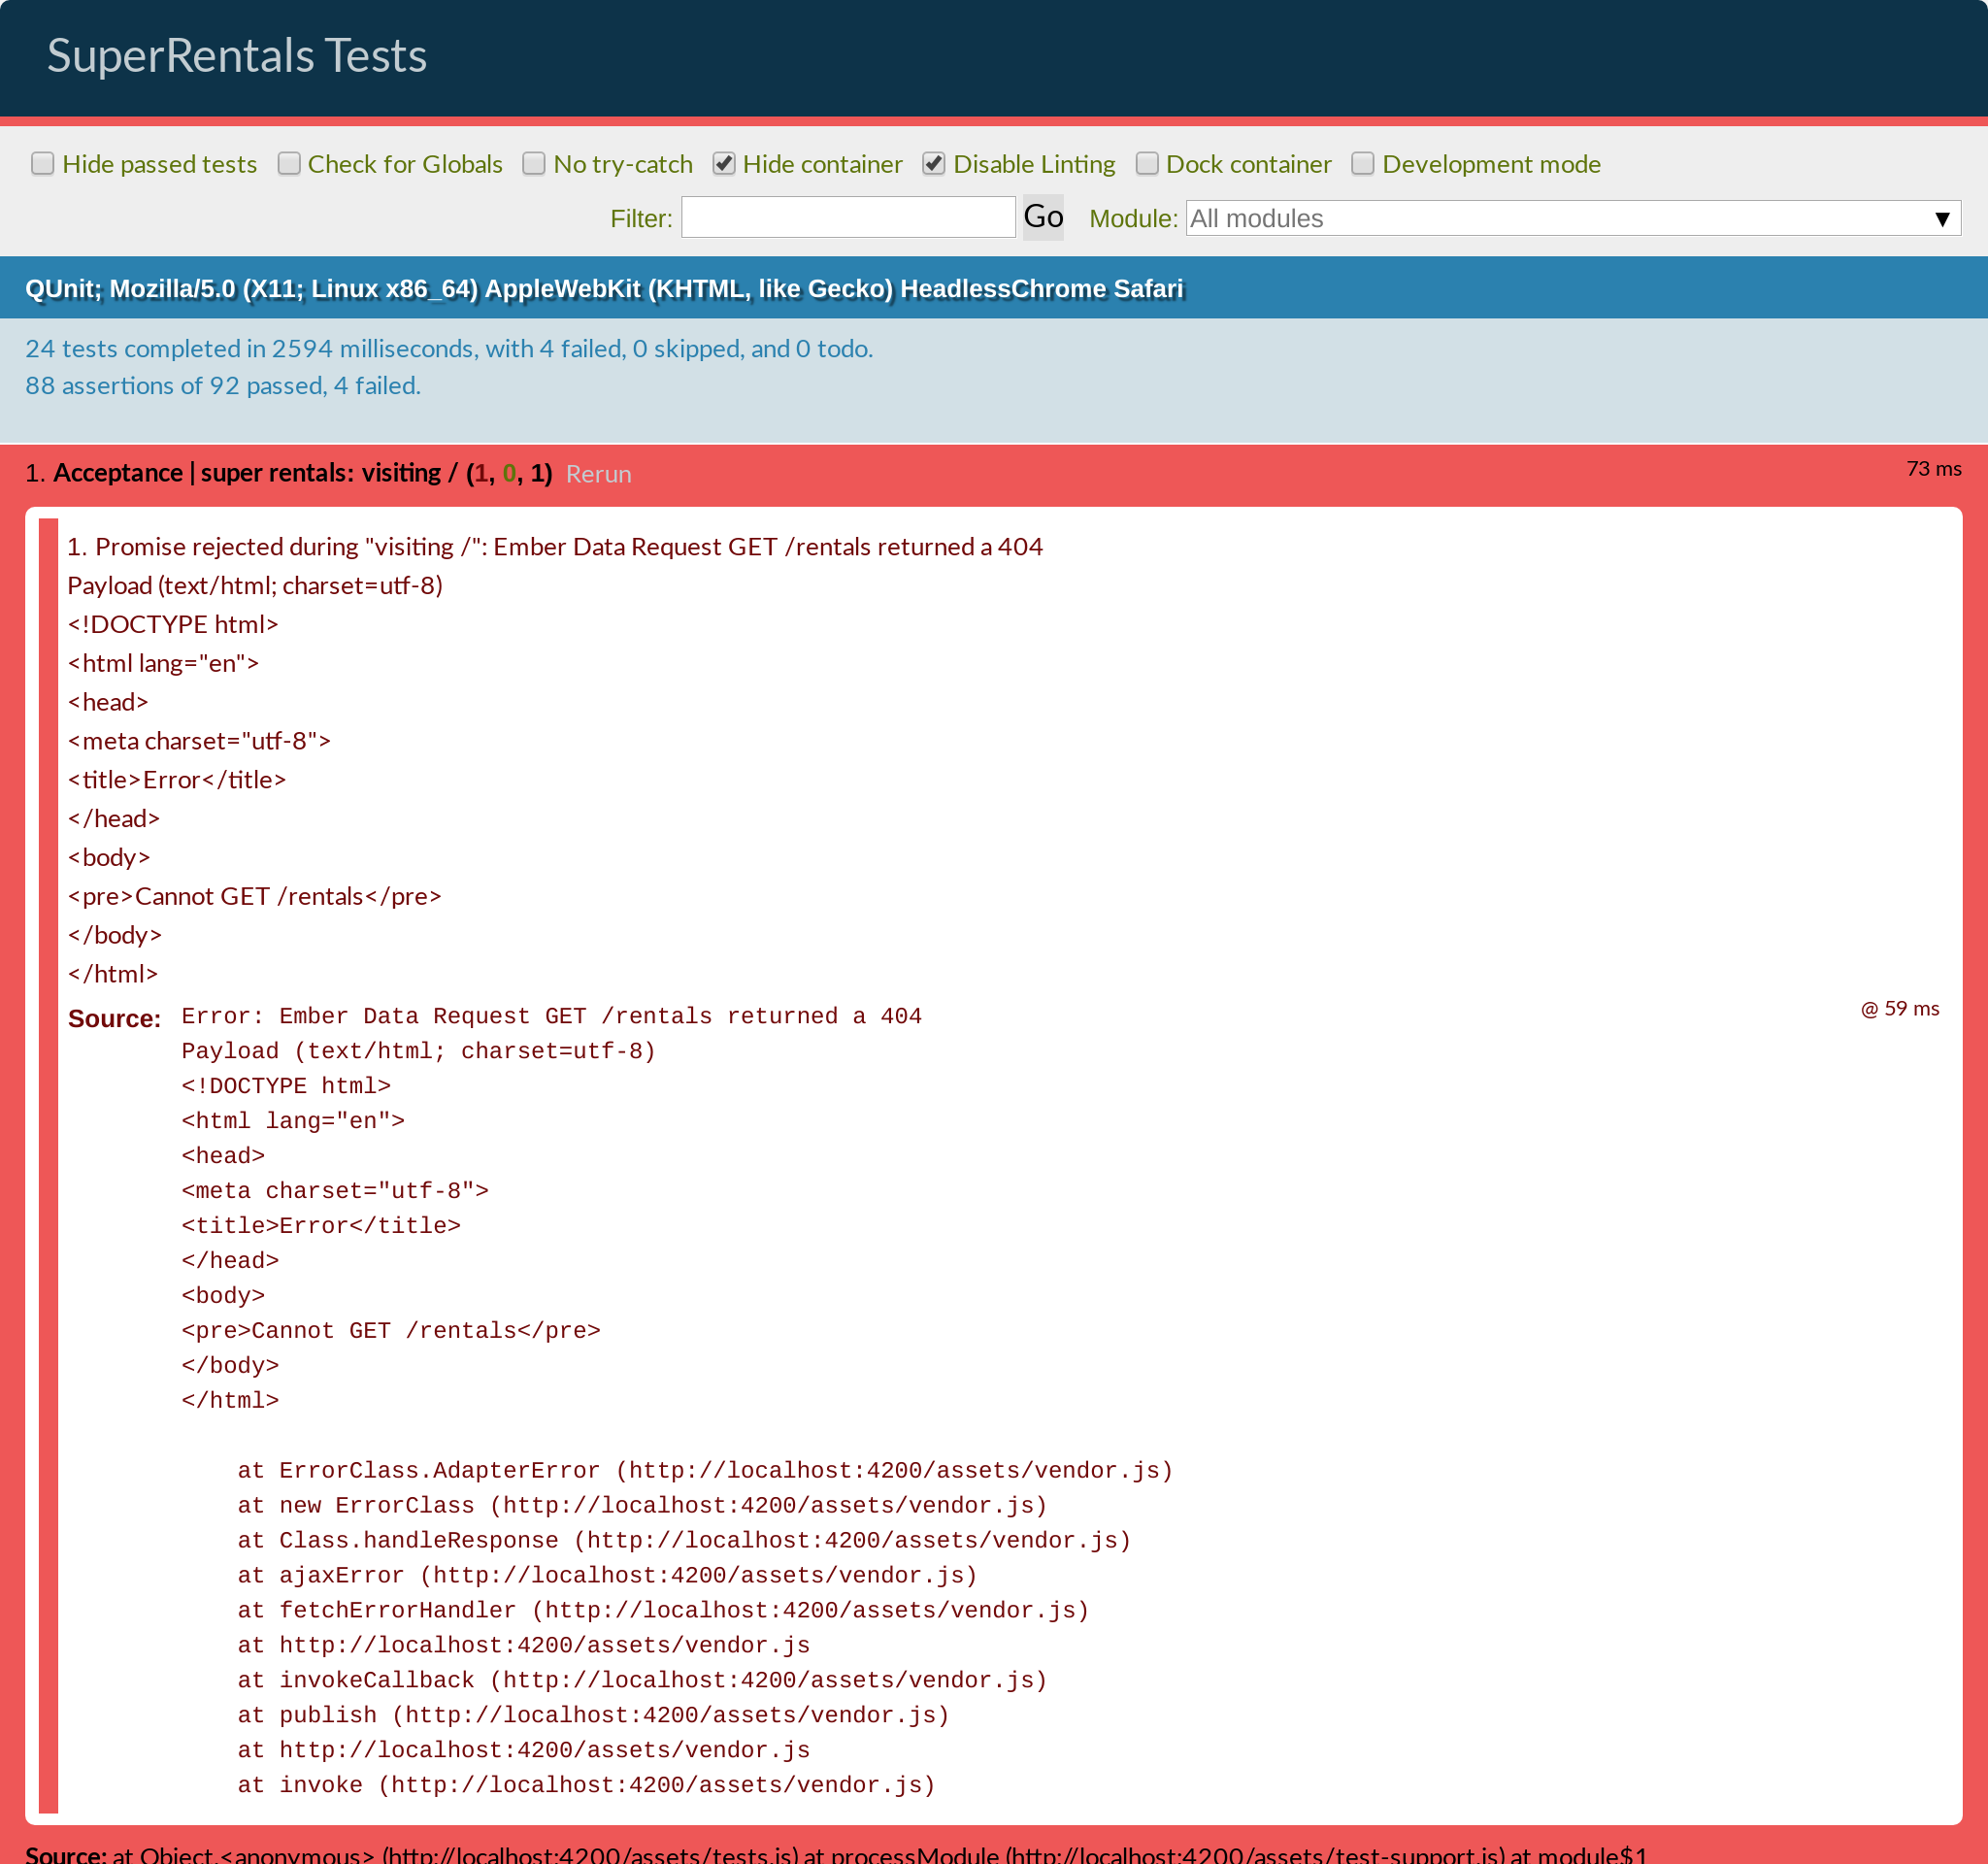 SuperRentals Tests
Hide passed tests Check for Globals No try-catch Hide container Disable Linting Dock container Development mode
Filter: Go Module: All modules ▼
QUnit; Mozilla/5.0 (X11; Linux x86_64) AppleWebKit (KHTML, like Gecko) HeadlessChrome Safari
24 tests completed in 2594 milliseconds, with 4 failed, 0 skipped, and 0 todo.
88 assertions of 92 passed, 4 failed.
1. Acceptance | super rentals: visiting / (1, 0, 1) Rerun 73 ms
1. Promise rejected during "visiting /": Ember Data Request GET /rentals returned a 404
Payload (text/html; charset=utf-8)
<!DOCTYPE html>
<html lang="en">
<head>
<meta charset="utf-8">
<title>Error</title>
</head>
<body>
<pre>Cannot GET /rentals</pre>
</body>
</html>
Source: Error: Ember Data Request GET /rentals returned a 404 @ 59 ms
Payload (text/html; charset=utf-8)
<!DOCTYPE html>
<html lang="en">
<head>
<meta charset="utf-8">
<title>Error</title>
</head>
<body>
<pre>Cannot GET /rentals</pre>
</body>
</html>
at ErrorClass.AdapterError (http://localhost:4200/assets/vendor.js)
at new ErrorClass (http://localhost:4200/assets/vendor.js)
at Class.handleResponse (http://localhost:4200/assets/vendor.js)
at ajaxError (http://localhost:4200/assets/vendor.js)
at fetchErrorHandler (http://localhost:4200/assets/vendor.js)
at http://localhost:4200/assets/vendor.js
at invokeCallback (http://localhost:4200/assets/vendor.js)
at publish (http://localhost:4200/assets/vendor.js)
at http://localhost:4200/assets/vendor.js
at invoke (http://localhost:4200/assets/vendor.js)
Source: at Object.<anonymous> (http://localhost:4200/assets/tests.js) at processModule (http://localhost:4200/assets/test-support.js) at module$1